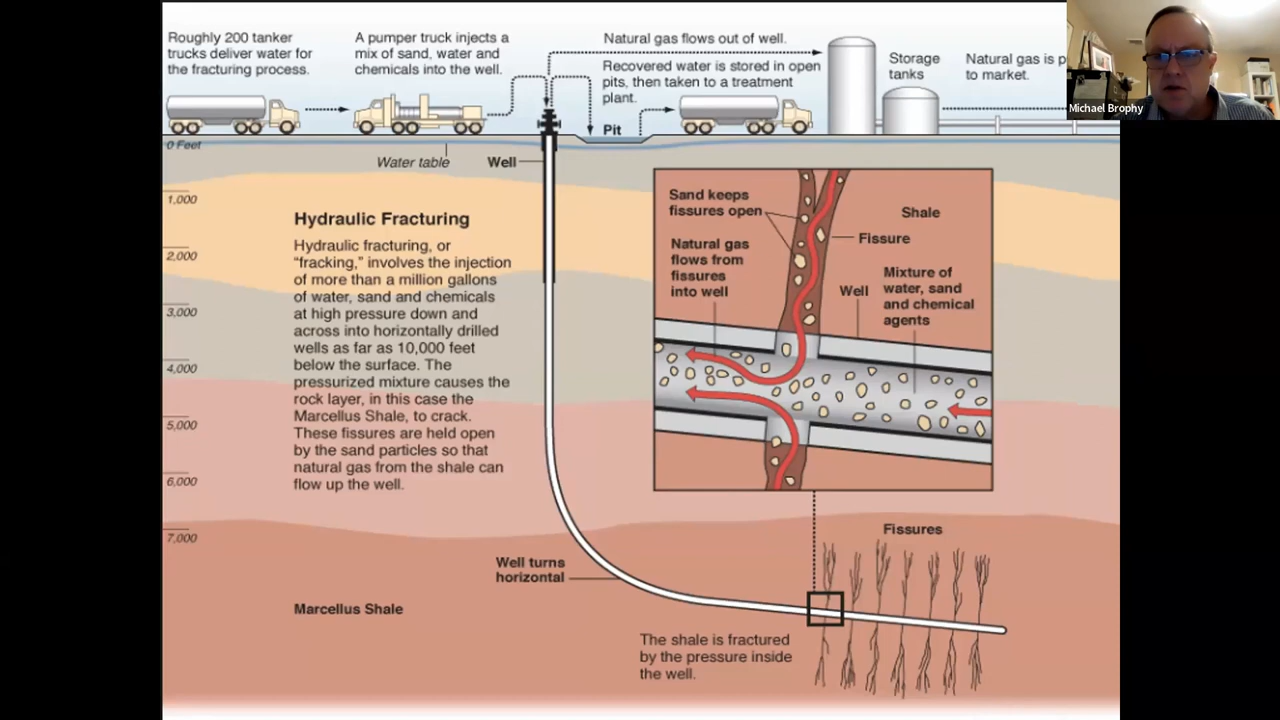 Roughly 200 tanker
trucks deliver water for
the fracturing process.
A pumper truck injects a
mix of sand, water and
chemicals into the well.
Natural gas flows out of well.
Recovered water is stored in open
pits, then taken to a treatment
plant.
Storage
tanks
Natural gas is p
to market.
Michael Brophy
Pit
0 Feet
Water table
Well
1,000
2,000
3,000
4,000
5,000
6,000
7,000
Hydraulic Fracturing
Hydraulic fracturing, or
“fracking,” involves the injection
of more than a million gallons
of water, sand and chemicals
at high pressure down and
across into horizontally drilled
wells as far as 10,000 feet
below the surface. The
pressurized mixture causes the
rock layer, in this case the
Marcellus Shale, to crack.
These fissures are held open
by the sand particles so that
natural gas from the shale can
flow up the well.
Sand keeps
fissures open
Shale
Fissure
Natural gas
flows from
fissures
into well
Well
Mixture of
water, sand
and chemical
agents
Fissures
Well turns
horizontal
Marcellus Shale
The shale is fractured
by the pressure inside
the well.